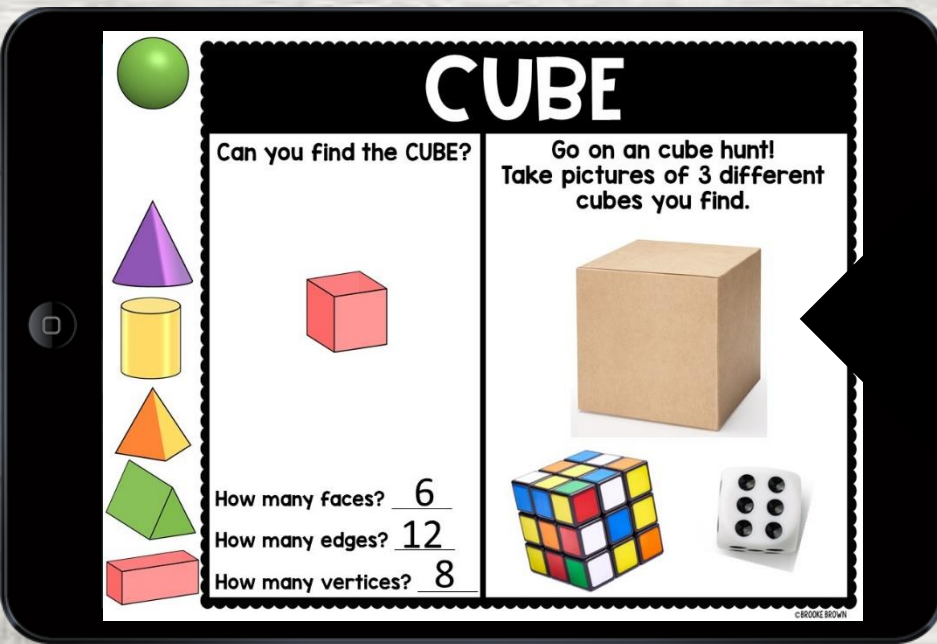 CUBE
Can you find the CUBE?
How many faces? 6
How many edges? 12
How many vertices? 8
Go on an cube hunt!
Take pictures of 3 different
cubes you find.
©BROOKE BROWN